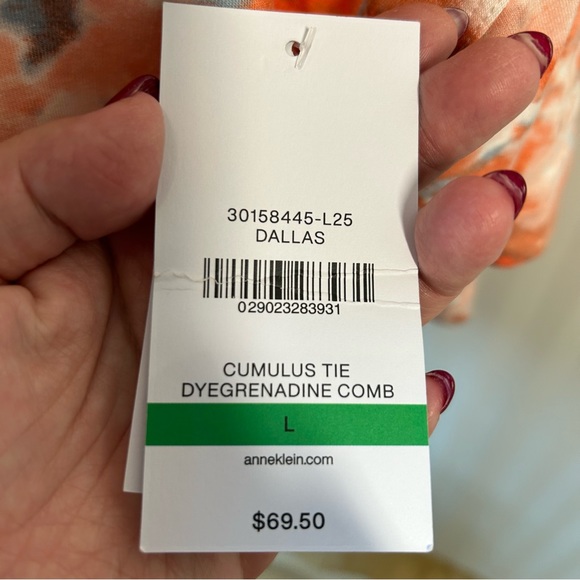 30158445-L25
DALLAS
029023283931
CUMULUS TIE
DYEGRENADINE COMB
L
anneklein.com
$69.50